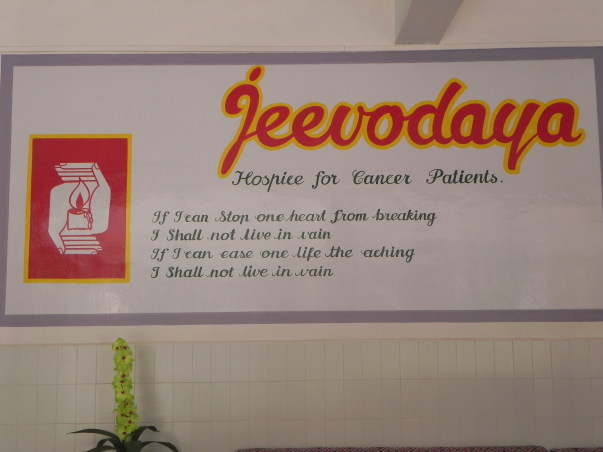 Jeevodaya
Hospice for Cancer Patients.
If I can Stop one heart from breaking
I Shall not live in vain
If I can ease one life the aching
I Shall not live in vain